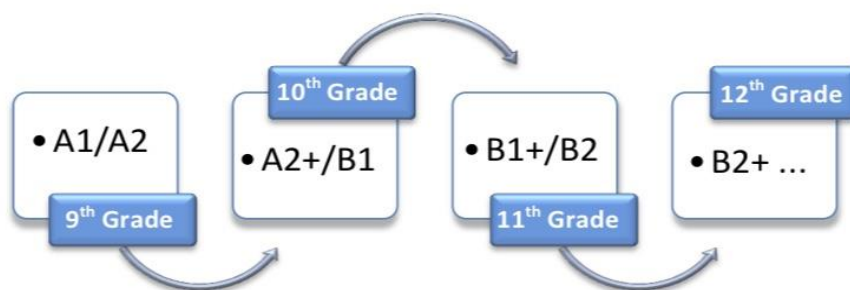 • A1/A2
9th Grade
10th Grade
• A2+/B1
• B1+/B2
11th Grade
12th Grade
• B2+ ...